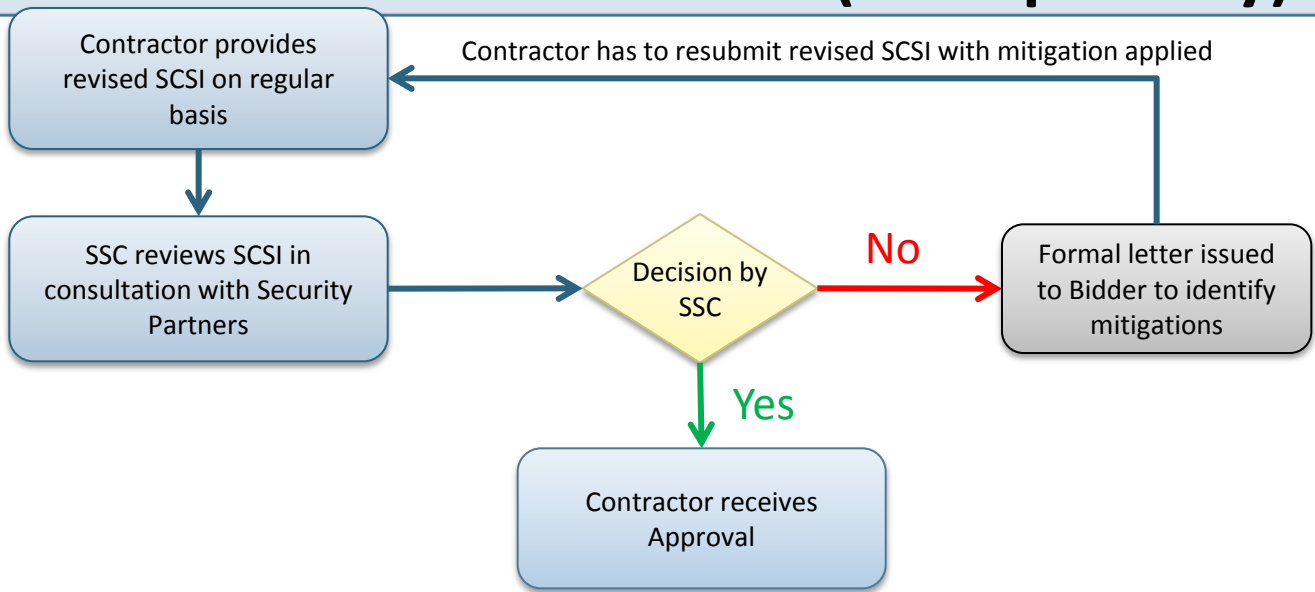 Contractor provides
revised SCSI on regular
basis
Contractor has to resubmit revised SCSI with mitigation applied
SSC reviews SCSI in
consultation with Security
Partners
Decision by
SSC
No
Formal letter issued
to Bidder to identify
mitigations
Yes
Contractor receives
Approval